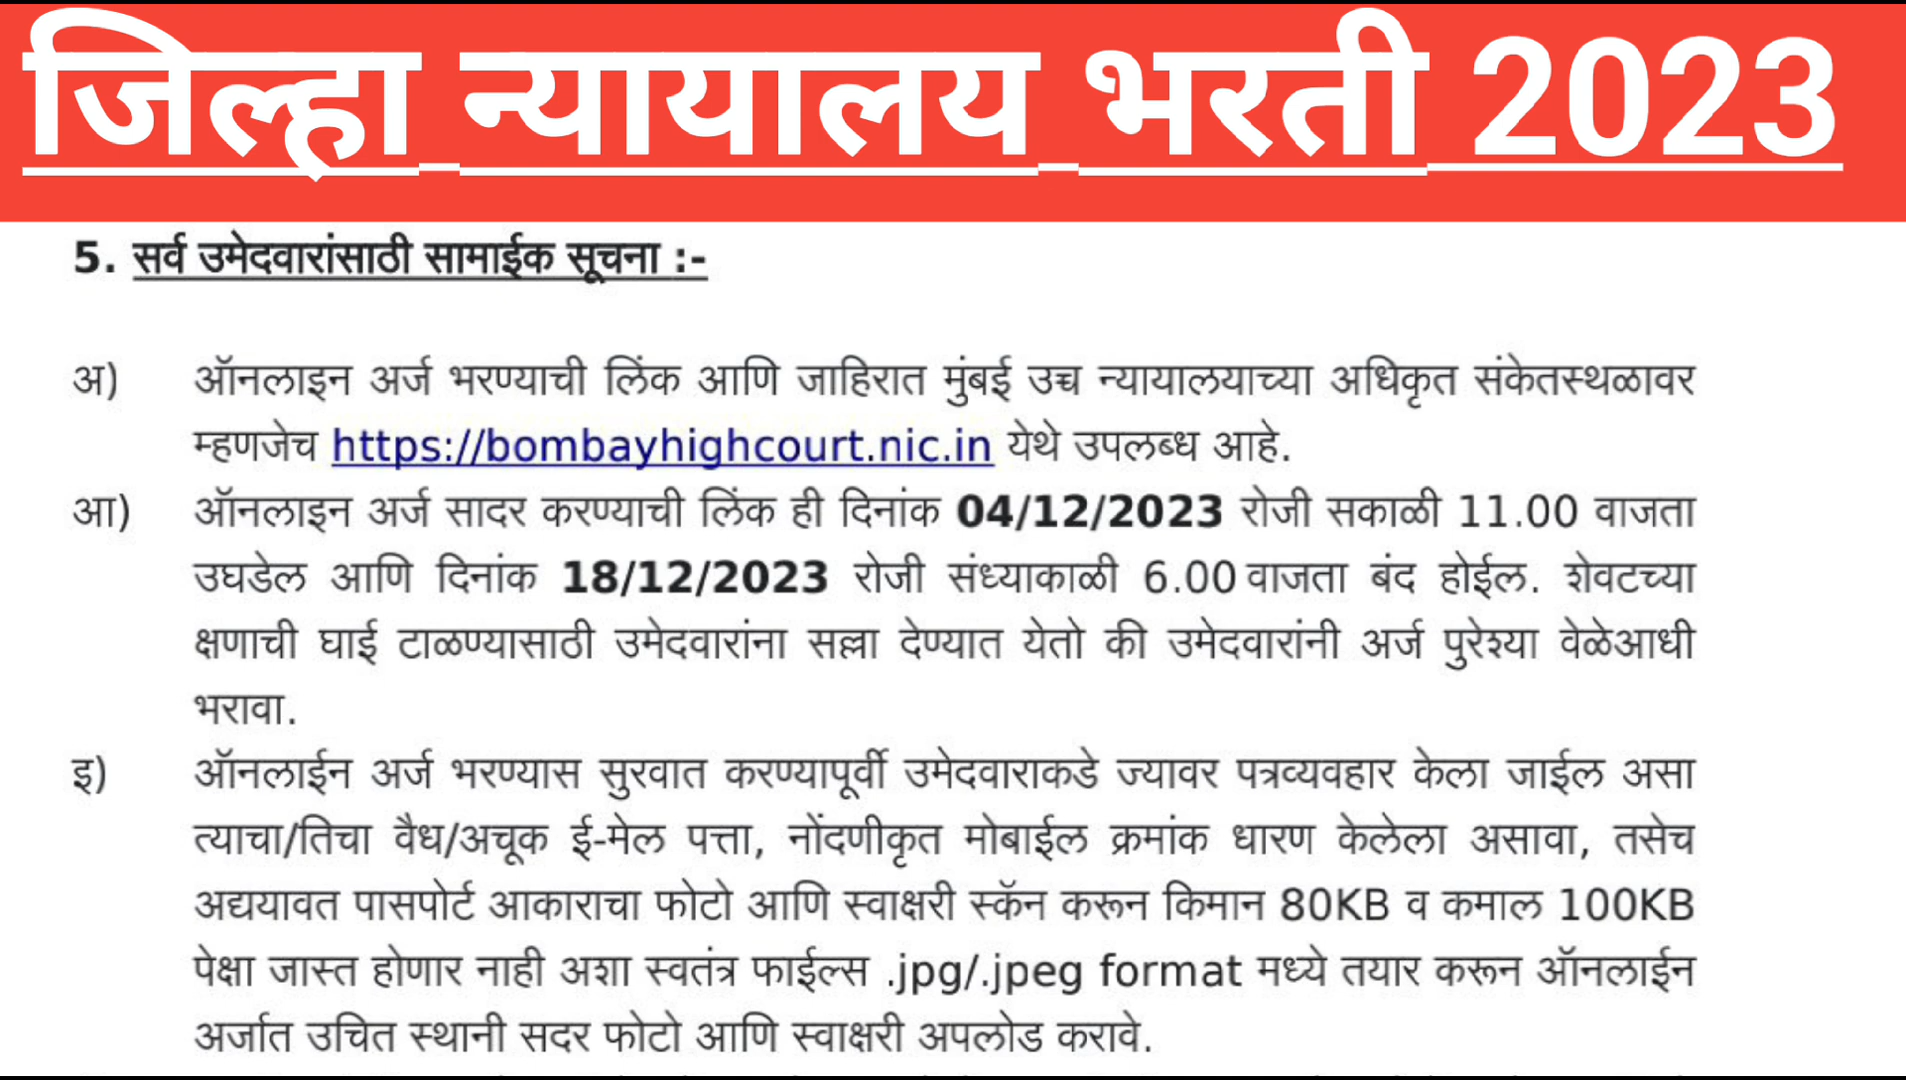 जिल्हा न्यायालय भरती 2023
5. सर्व उमेदवारांसाठी सामाईक सूचना :-
अ) ऑनलाइन अर्ज भरण्याची लिंक आणि जाहिरात मुंबई उच्च न्यायालयाच्या अधिकृत संकेतस्थळावर
म्हणजेच https://bombayhighcourt.nic.in येथे उपलब्ध आहे.
आ) ऑनलाइन अर्ज सादर करण्याची लिंक ही दिनांक 04/12/2023 रोजी सकाळी 11.00 वाजता
उघडेल आणि दिनांक 18/12/2023 रोजी संध्याकाळी 6.00 वाजता बंद होईल. शेवटच्या
क्षणाची घाई टाळण्यासाठी उमेदवारांना सल्ला देण्यात येतो की उमेदवारांनी अर्ज पुरेश्या वेळेआधी
भरावा.
इ) ऑनलाईन अर्ज भरण्यास सुरवात करण्यापूर्वी उमेदवाराकडे ज्यावर पत्रव्यवहार केला जाईल असा
त्याचा/तिचा वैध/अचूक ई-मेल पत्ता, नोंदणीकृत मोबाईल क्रमांक धारण केलेला असावा, तसेच
अद्ययावत पासपोर्ट आकाराचा फोटो आणि स्वाक्षरी स्कॅन करून किमान 80KB व कमाल 100KB
पेक्षा जास्त होणार नाही अशा स्वतंत्र फाईल्स .jpg/.jpeg format मध्ये तयार करून ऑनलाईन
अर्जात उचित स्थानी सदर फोटो आणि स्वाक्षरी अपलोड करावे.